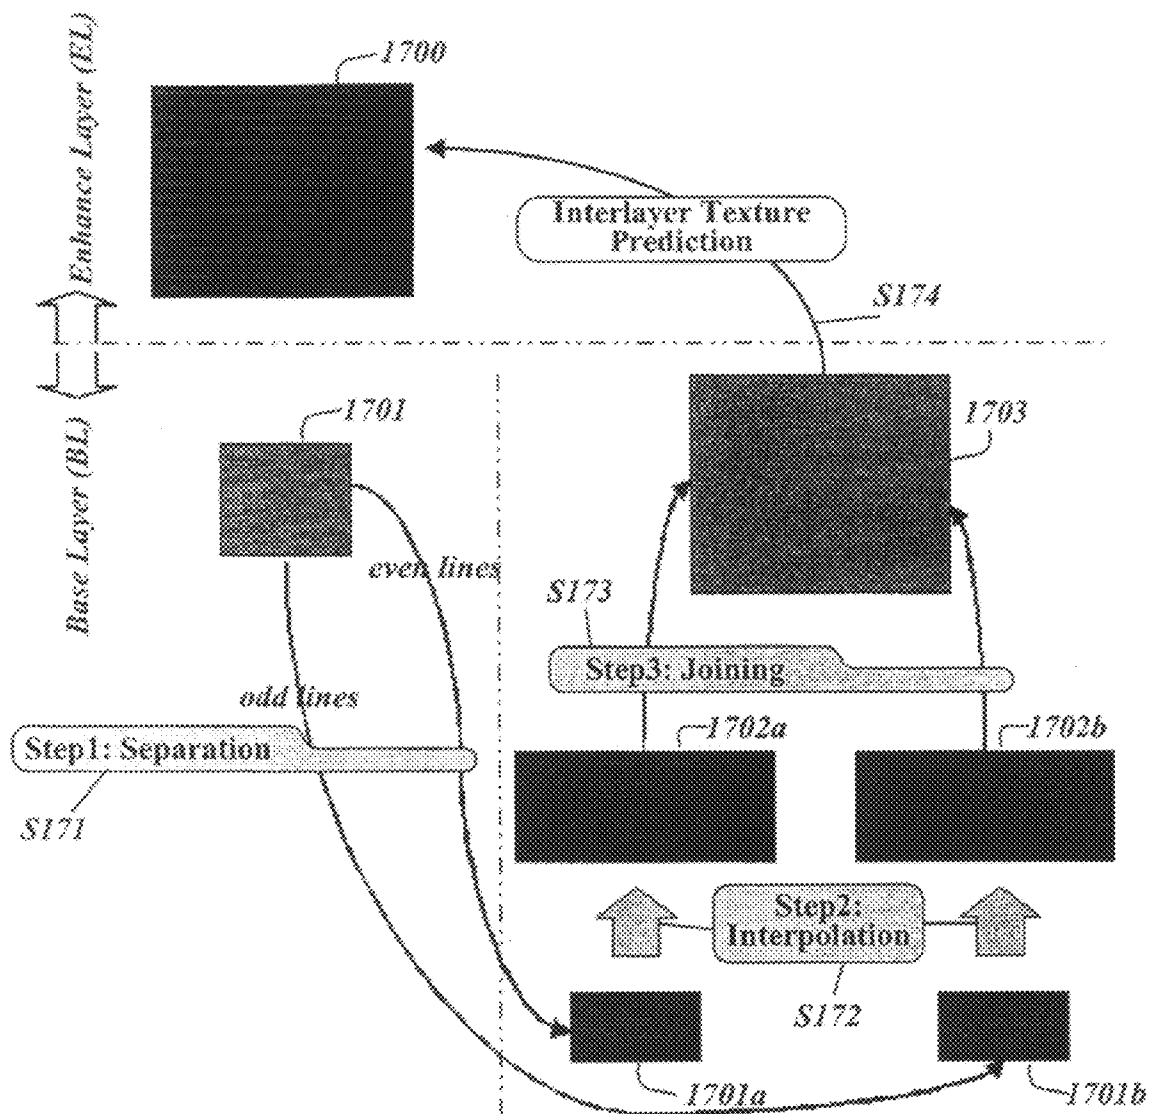 1700
Enhance Layer (EL)
Interlayer Texture
Prediction
S174
1701
1703
Base Layer (BL)
even lines
S173
Step3: Joining
odd lines
1702a
1702b
Step1: Separation
S171
Step2:
Interpolation
S172
1701a
1701b